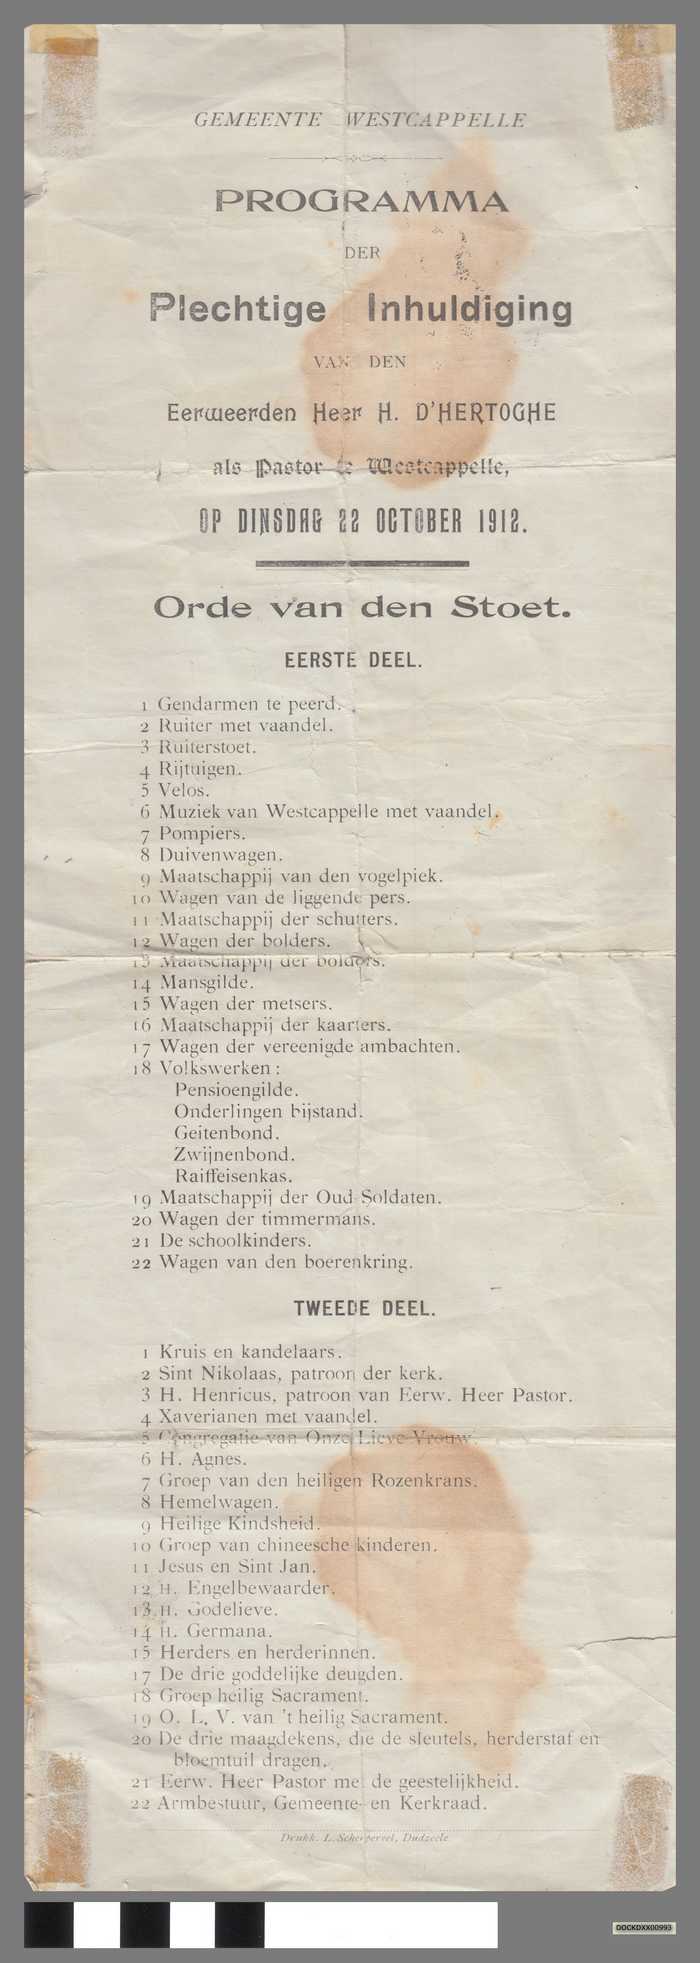 GEMEENTE WESTCAPPELLE
PROGRAMMA
DER
Plechtige Inhuldiging
VAN DEN
Eerweerden Heer H. D'HERTOGHE
als Pastor te Westcappelle,
OP DINSDAG 22 OCTOBER 1912.
Orde van den Stoet.
EERSTE DEEL.
1 Gendarmen te peerd.
2 Ruiter met vaandel.
3 Ruiterstoet.
4 Rijtuigen.
5 Velos.
6 Muziek van Westcappelle met vaandel.
7 Pompiers.
8 Duivenwagen.
9 Maatschappij van den vogelpiek.
10 Wagen van de liggende pers.
11 Maatschappij der schutters.
12 Wagen der bolders.
13 Maatschappij der bolders.
14 Mansgilde.
15 Wagen der metsers.
16 Maatschappij der kaarters.
17 Wagen der vereenigde ambachten.
18 Volkswerken :
Pensioengilde.
Onderlingen bijstand.
Geitenbond.
Zwijnenbond.
Raiffeisenkas.
19 Maatschappij der Oud Soldaten.
20 Wagen der timmermans.
21 De schoolkinders.
22 Wagen van den boerenkring.
TWEEDE DEEL.
1 Kruis en kandelaars.
2 Sint Nikolaas, patroon der kerk.
3 H. Henricus, patroon van Eerw. Heer Pastor.
4 Xaverianen met vaandel.
5 Congregatie van Onze Lieve Vrouw.
6 H. Agnes.
7 Groep van den heiligen Rozenkrans.
8 Hemelwagen.
9 Heilige Kindsheid.
10 Groep van chineesche kinderen.
11 Jesus en Sint Jan.
12 H. Engelbewaarder.
13 H. Godelieve.
14 H. Germana.
15 Herders en herderinnen.
17 De drie goddelijke deugden.
18 Groep heilig Sacrament.
19 O. L. V. van 't heilig Sacrament.
20 De drie maagdekens, die de sleutels, herderstaf en
bloemtuil dragen.
21 Eerw. Heer Pastor met de geestelijkheid.
22 Armbestuur, Gemeente- en Kerkraad.
Drukk. L. Scherpereel, Dudzeele
DOCKDXX00993